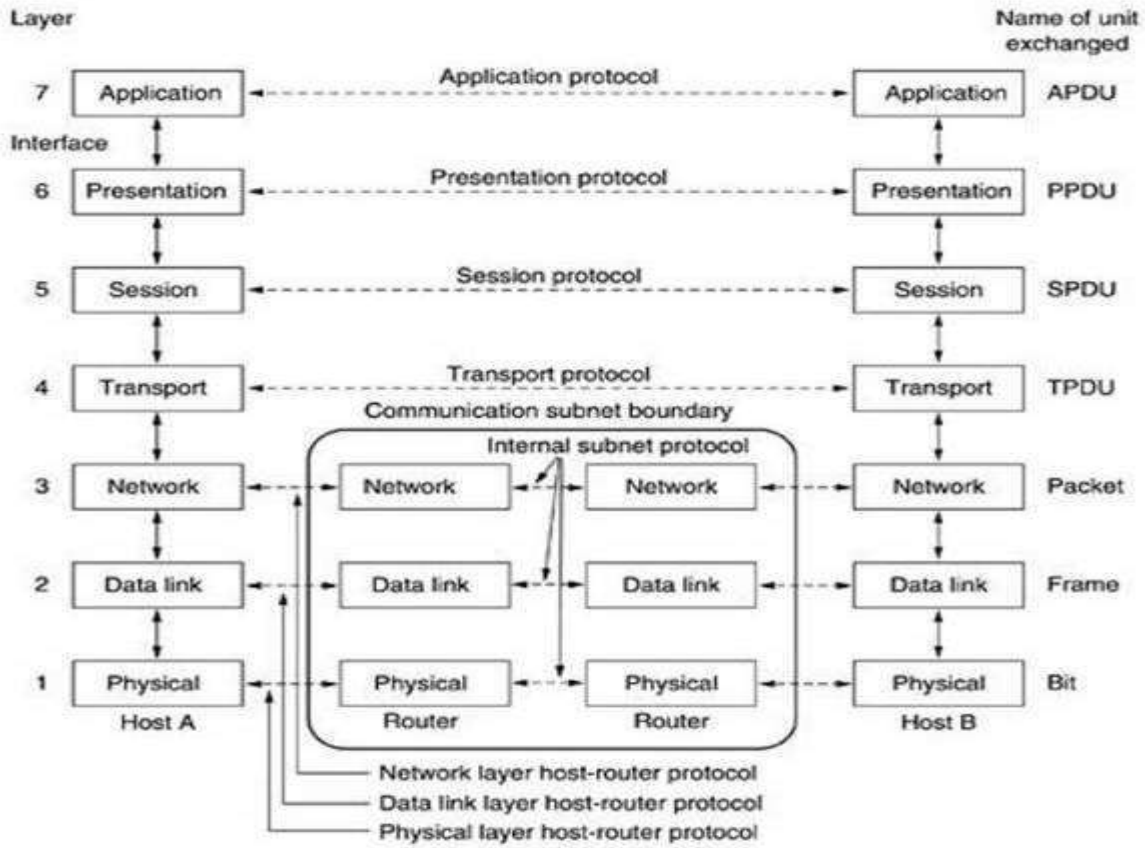 Layer
Name of unit
exchanged
7
Application
Application protocol
Application
APDU
Interface
6
Presentation
Presentation protocol
Presentation
PPDU
5
Session
Session protocol
Session
SPDU
4
Transport
Transport protocol
Transport
TPDU
Communication subnet boundary
Internal subnet protocol
3
Network
Network
Network
Network
Packet
2
Data link
Data link
Data link
Data link
Frame
1
Physical
Physical
Physical
Physical
Bit
Host A
Router
Router
Host B
Network layer host-router protocol
Data link layer host-router protocol
Physical layer host-router protocol